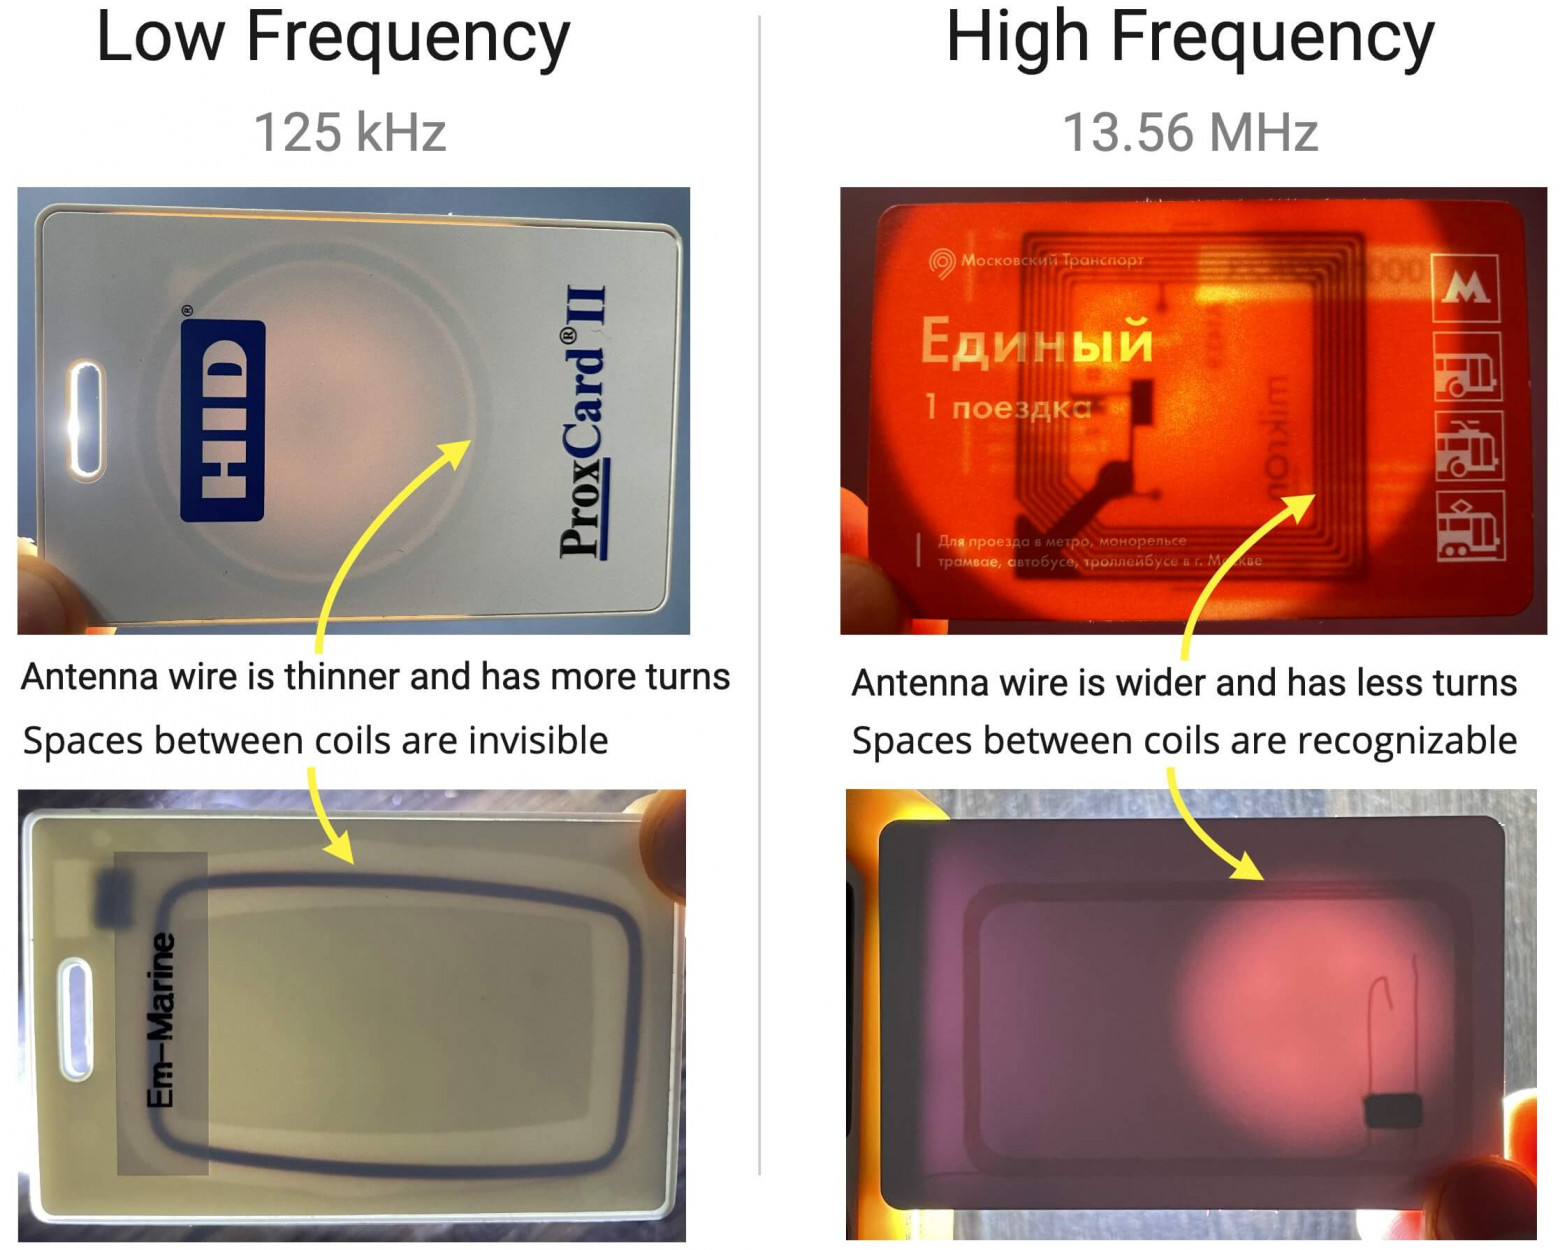 Low Frequency
125 kHz
HID®
ProxCard® II
Antenna wire is thinner and has more turns
Spaces between coils are invisible
Em-Marine
High Frequency
13.56 MHz
Московский Транспорт
Единый
1 поездка
mikron
Для проезда в метро, монорельсе
трамвае, автобусе, троллейбусе в г. Москве
М
Antenna wire is wider and has less turns
Spaces between coils are recognizable